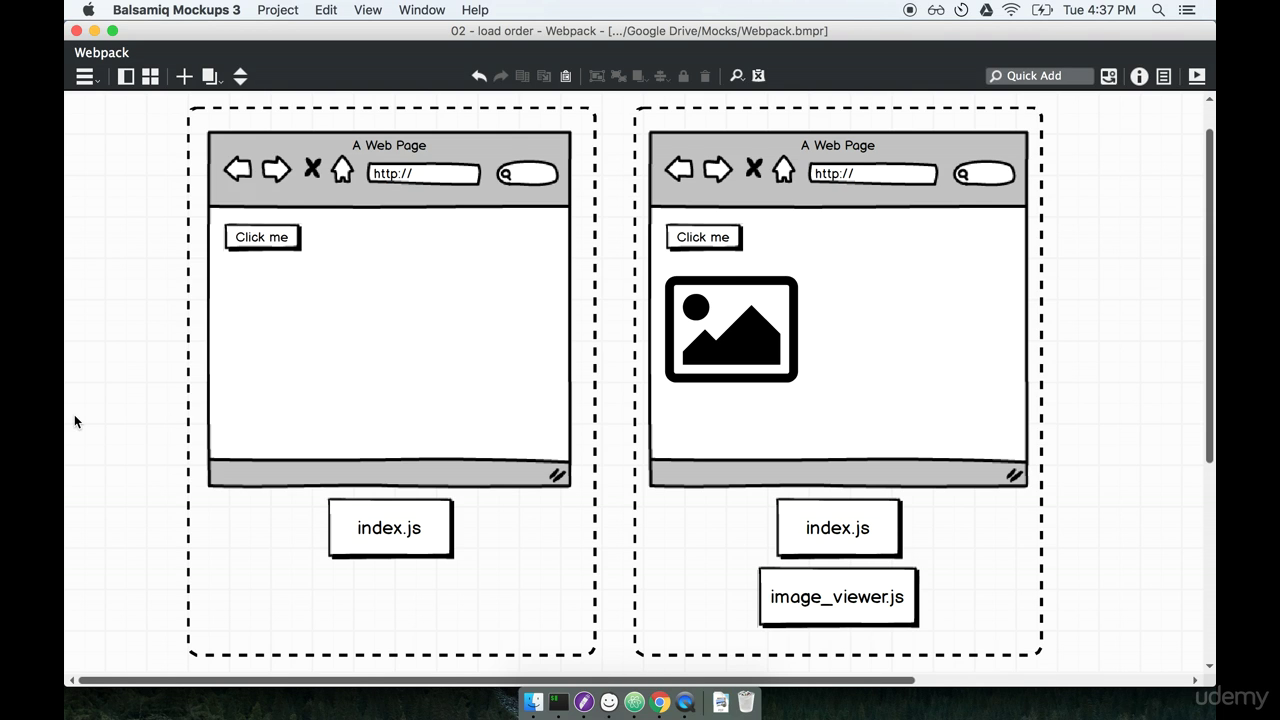 Balsamiq Mockups 3 Project Edit View Window Help Tue 4:37 PM
02 - load order - Webpack - [.../Google Drive/Mocks/Webpack.bmpr]
Webpack
Quick Add
A Web Page
http://
Click me
index.js
A Web Page
http://
Click me
index.js
image_viewer.js
udemy